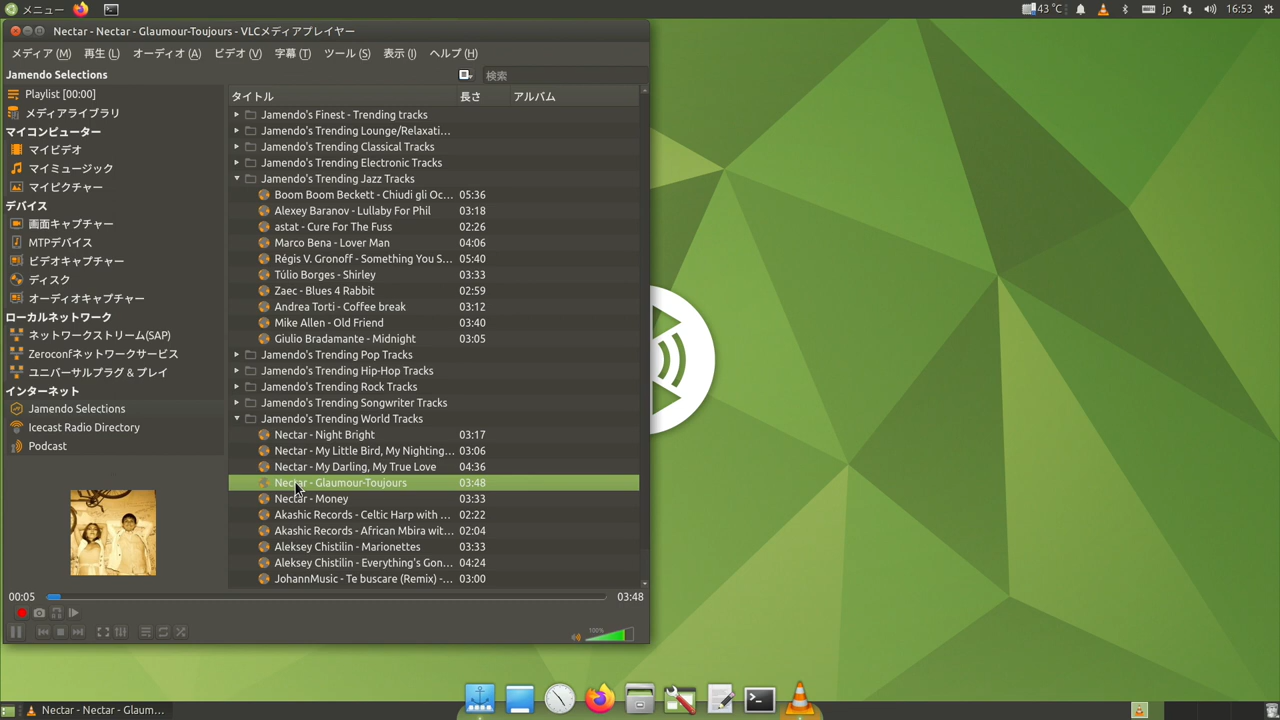 メニュー
43 ℃
jp
16:53
Nectar - Nectar - Glaumour-Toujours - VLCメディアプレイヤー
メディア (M) 再生 (L) オーディオ (A) ビデオ (V) 字幕 (T) ツール (S) 表示 (I) ヘルプ (H)
Jamendo Selections
検索
Playlist [00:00]
メディアライブラリ
マイコンピューター
マイビデオ
マイミュージック
マイピクチャー
デバイス
画面キャプチャー
MTPデバイス
ビデオキャプチャー
ディスク
オーディオキャプチャー
ローカルネットワーク
ネットワークストリーム(SAP)
Zeroconfネットワークサービス
ユニバーサルプラグ & プレイ
インターネット
Jamendo Selections
Icecast Radio Directory
Podcast
タイトル 長さ アルバム
Jamendo's Finest - Trending tracks
Jamendo's Trending Lounge/Relaxati...
Jamendo's Trending Classical Tracks
Jamendo's Trending Electronic Tracks
Jamendo's Trending Jazz Tracks
Boom Boom Beckett - Chiudi gli Oc... 05:36
Alexey Baranov - Lullaby For Phil 03:18
astat - Cure For The Fuss 02:26
Marco Bena - Lover Man 04:06
Régis V. Gronoff - Something You S... 05:40
Túlio Borges - Shirley 03:33
Zaec - Blues 4 Rabbit 02:59
Andrea Torti - Coffee break 03:12
Mike Allen - Old Friend 03:40
Giulio Bradamante - Midnight 03:05
Jamendo's Trending Pop Tracks
Jamendo's Trending Hip-Hop Tracks
Jamendo's Trending Rock Tracks
Jamendo's Trending Songwriter Tracks
Jamendo's Trending World Tracks
Nectar - Night Bright 03:17
Nectar - My Little Bird, My Nighting... 03:06
Nectar - My Darling, My True Love 04:36
Nectar - Glaumour-Toujours 03:48
Nectar - Money 03:33
Akashic Records - Celtic Harp with ... 02:22
Akashic Records - African Mbira wit... 02:04
Aleksey Chistilin - Marionettes 03:33
Aleksey Chistilin - Everything's Gon... 04:24
JohannMusic - Te buscare (Remix) -... 03:00
00:05 03:48
100%
Nectar - Nectar - Glaum...